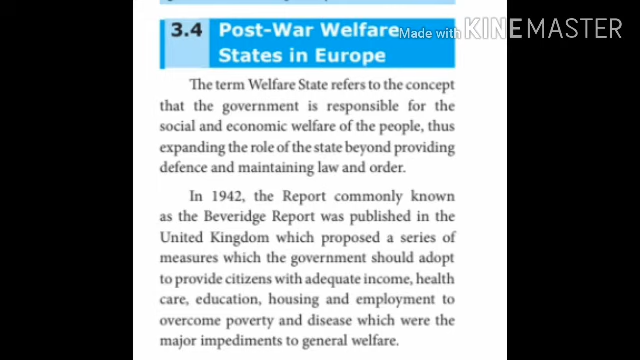 3.4 Post-War Welfare
States in Europe
Made with KINEMASTER
The term Welfare State refers to the concept
that the government is responsible for the
social and economic welfare of the people, thus
expanding the role of the state beyond providing
defence and maintaining law and order.
In 1942, the Report commonly known
as the Beveridge Report was published in the
United Kingdom which proposed a series of
measures which the government should adopt
to provide citizens with adequate income, health
care, education, housing and employment to
overcome poverty and disease which were the
major impediments to general welfare.